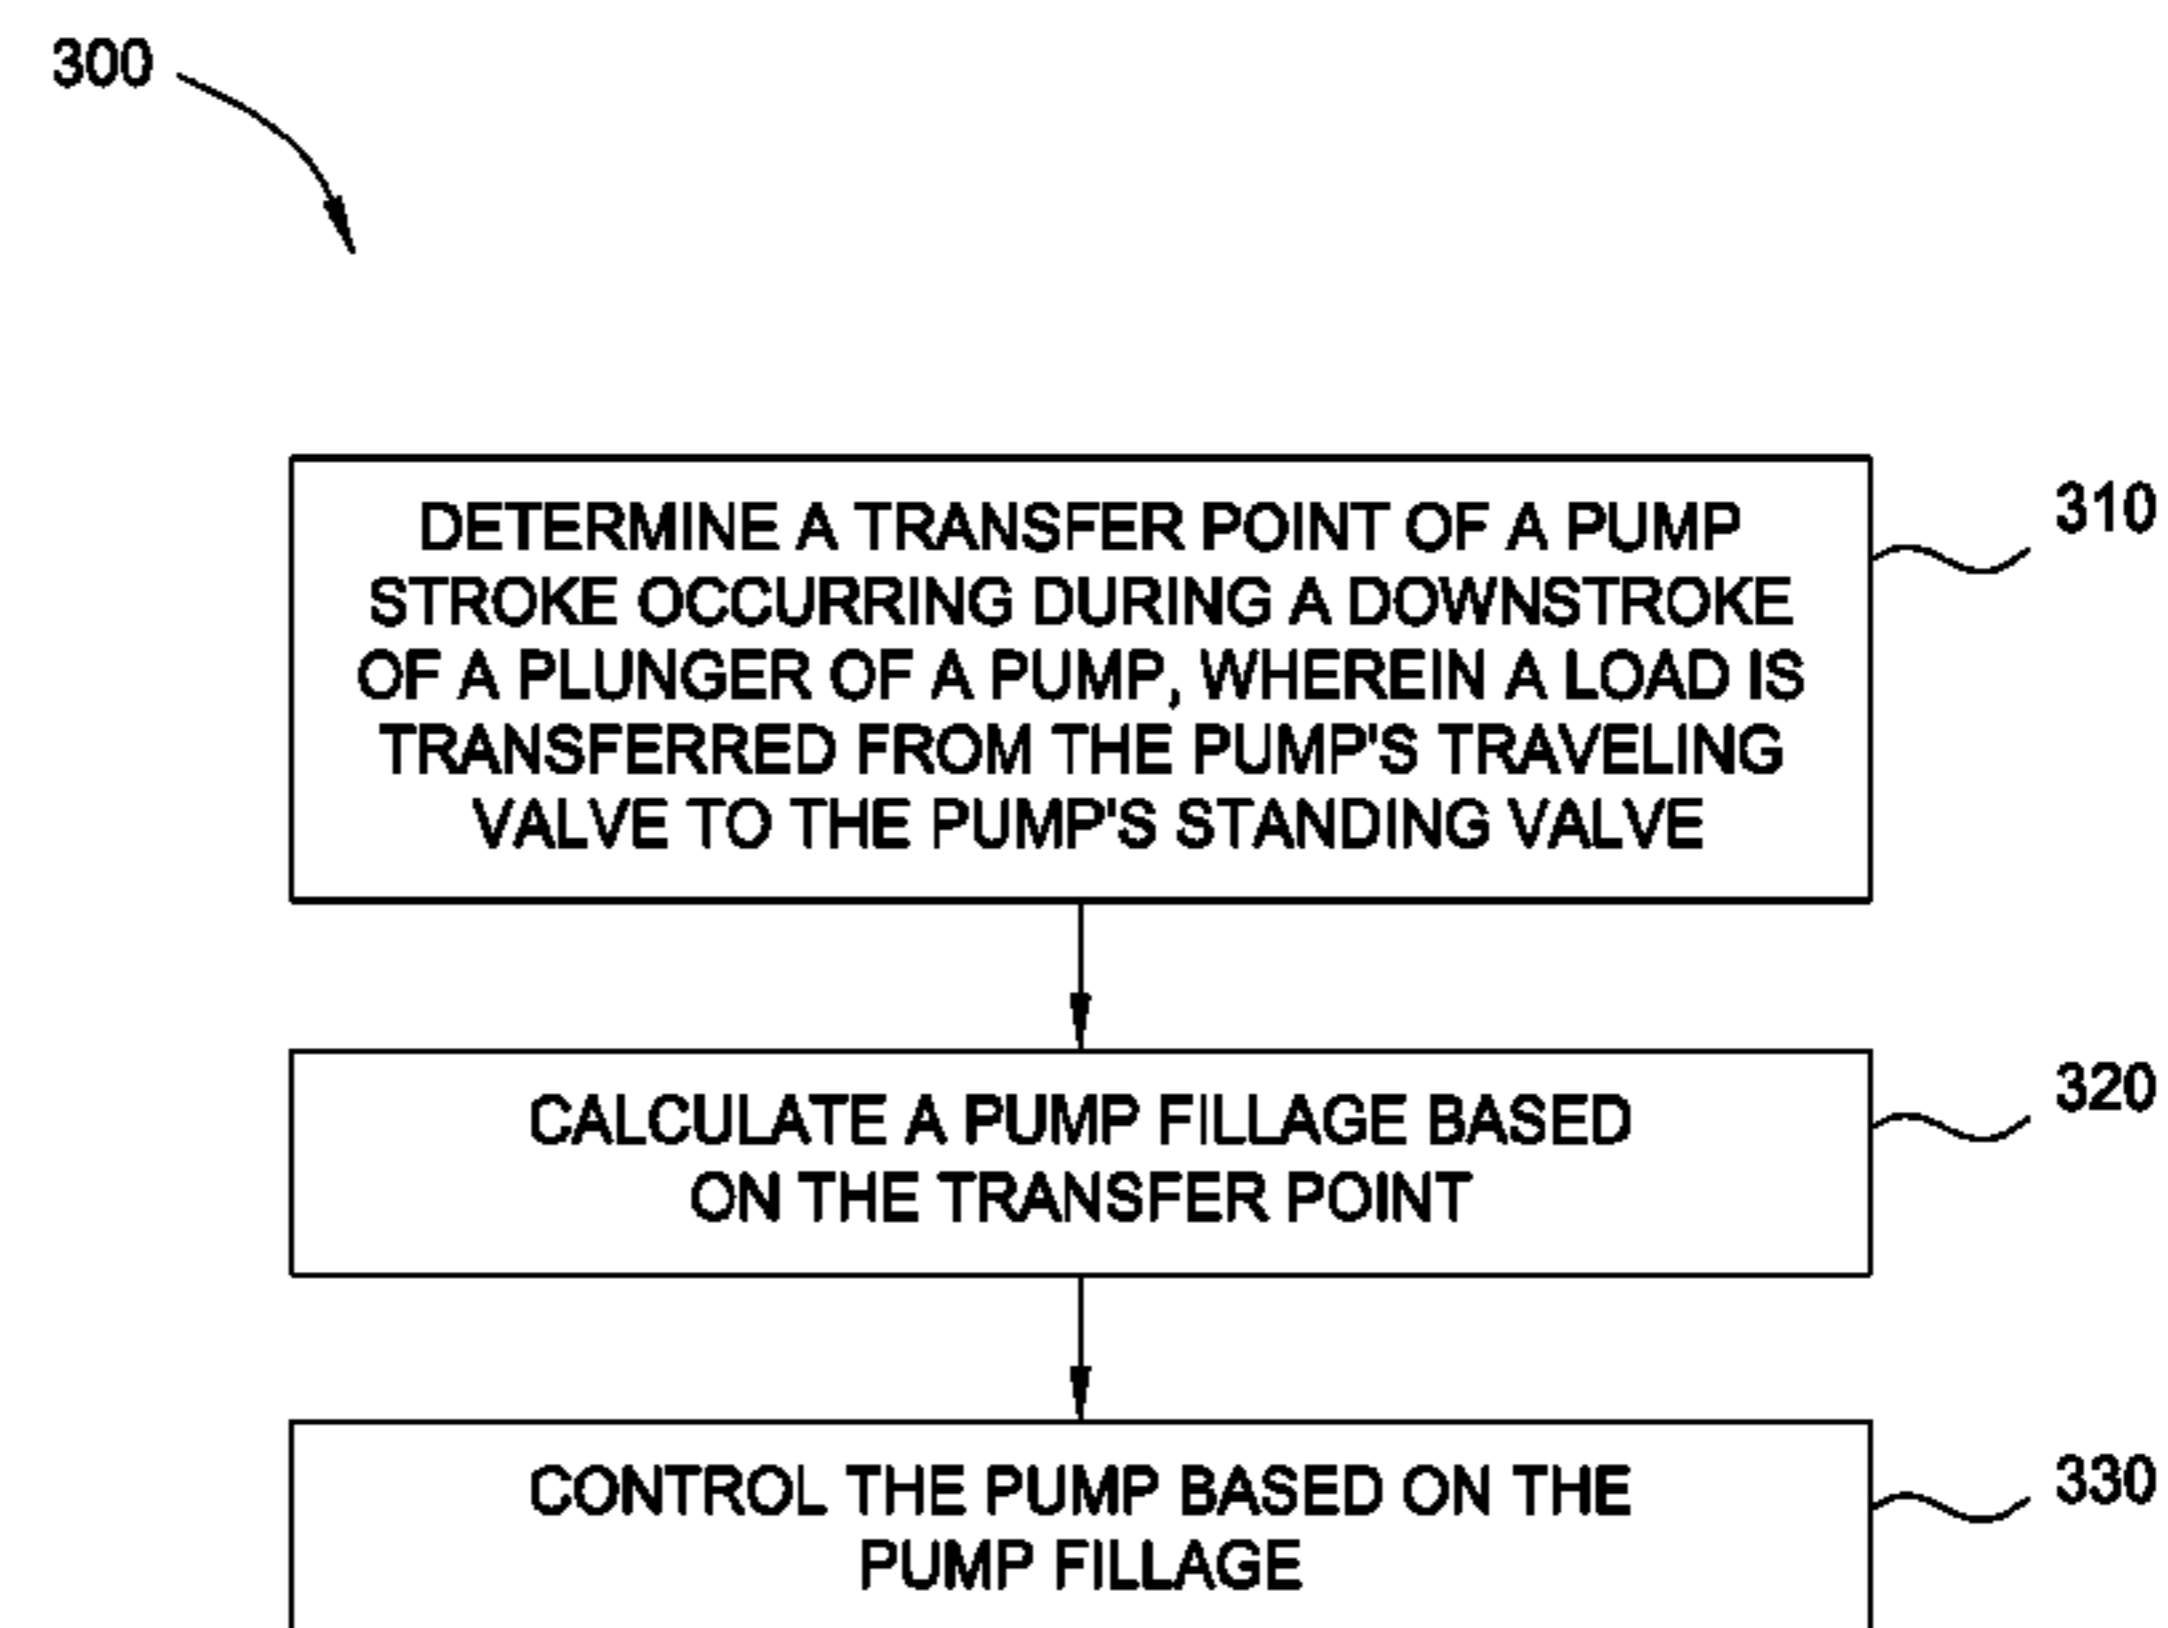 300
DETERMINE A TRANSFER POINT OF A PUMP
STROKE OCCURRING DURING A DOWNSTROKE
OF A PLUNGER OF A PUMP, WHEREIN A LOAD IS
TRANSFERRED FROM THE PUMP'S TRAVELING
VALVE TO THE PUMP'S STANDING VALVE
310
CALCULATE A PUMP FILLAGE BASED
ON THE TRANSFER POINT
320
CONTROL THE PUMP BASED ON THE
PUMP FILLAGE
330